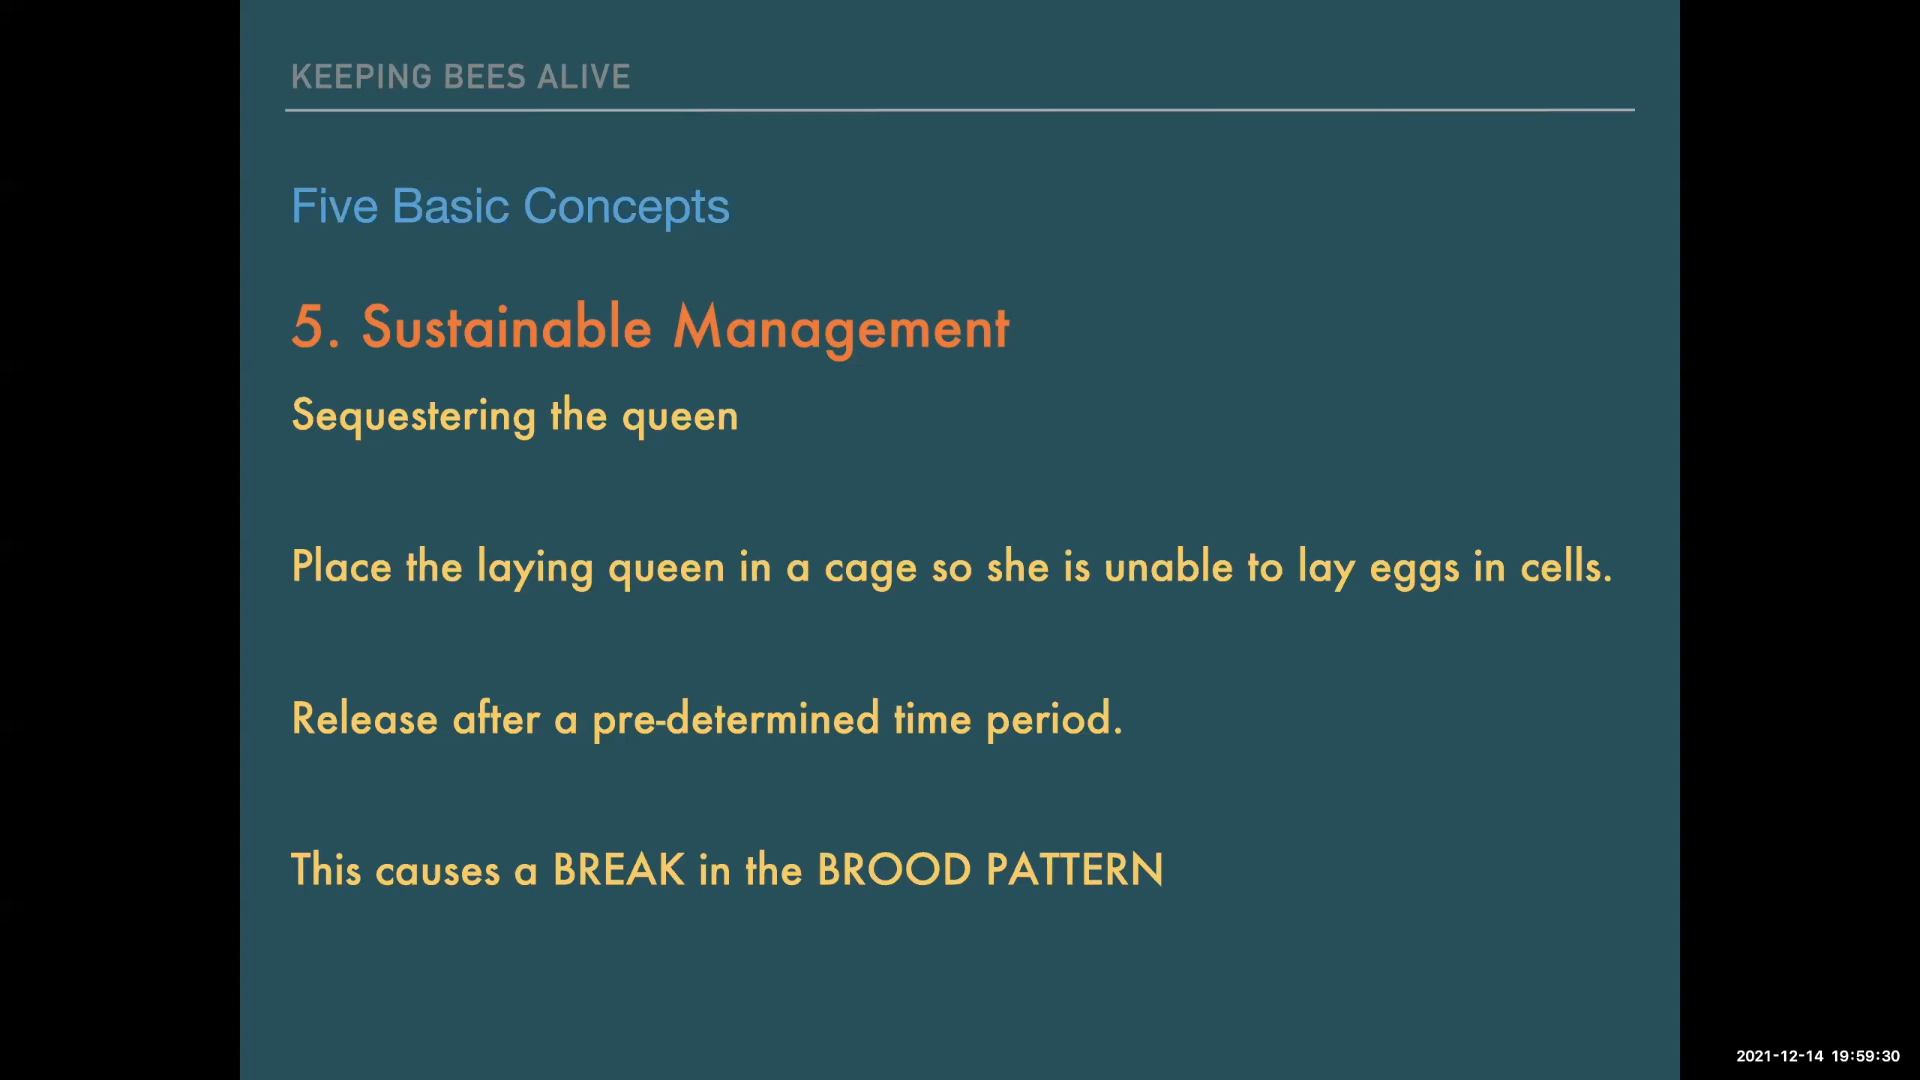 KEEPING BEES ALIVE
Five Basic Concepts
5. Sustainable Management
Sequestering the queen
Place the laying queen in a cage so she is unable to lay eggs in cells.
Release after a pre-determined time period.
This causes a BREAK in the BROOD PATTERN
2021-12-14 19:59:30